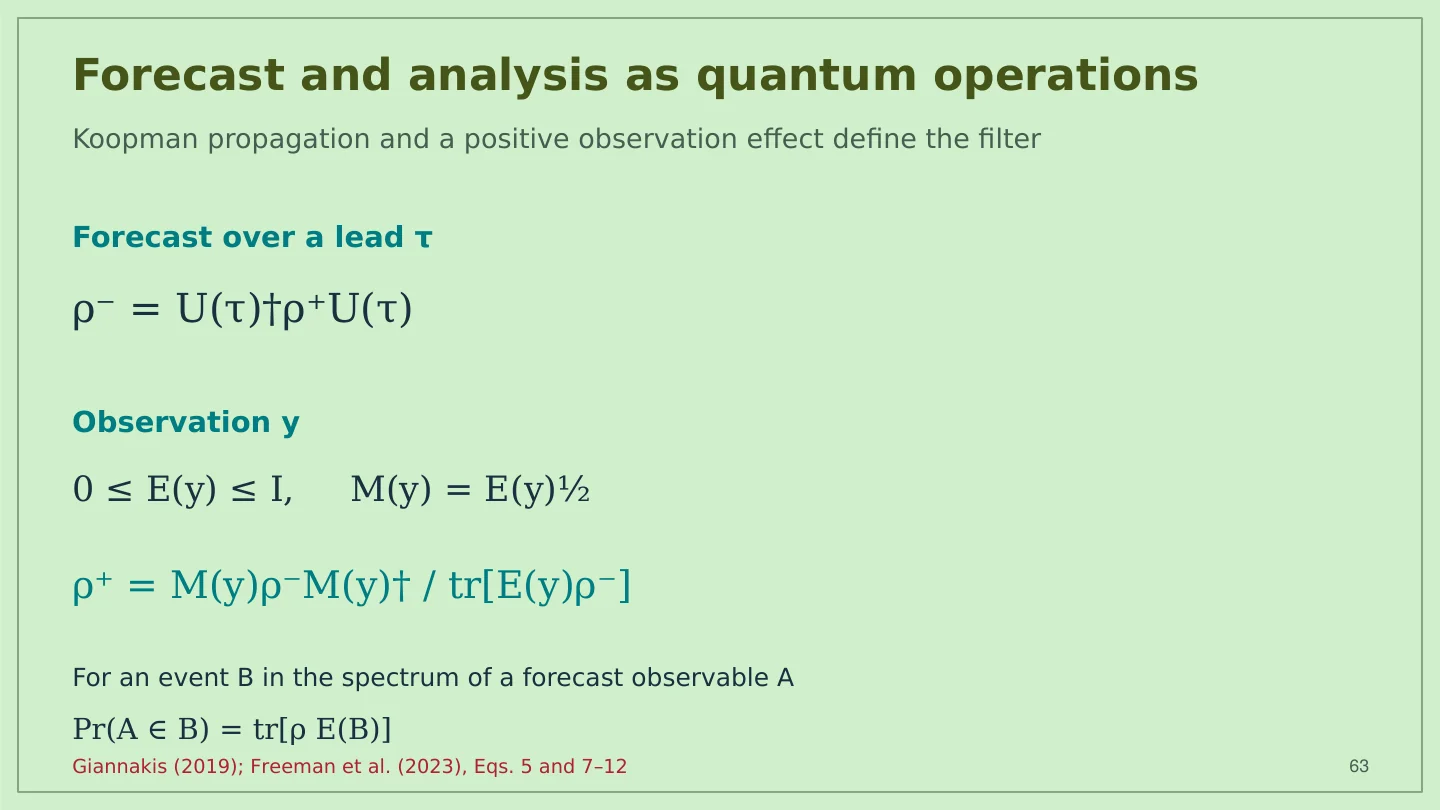 Forecast and analysis as quantum operations
Koopman propagation and a positive observation effect define the filter
Forecast over a lead τ
ρ⁻ = U(τ)†ρ⁺U(τ)
Observation y
0 ≤ E(y) ≤ I, M(y) = E(y)½
ρ⁺ = M(y)ρ⁻M(y)† / tr[E(y)ρ⁻]
For an event B in the spectrum of a forecast observable A
Pr(A ∈ B) = tr[ρ E(B)]
Giannakis (2019); Freeman et al. (2023), Eqs. 5 and 7–12
63